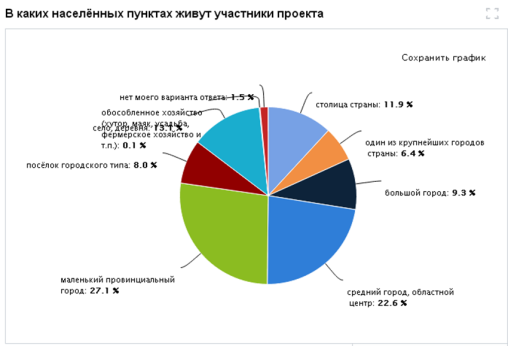 В каких населённых пунктах живут участники проекта
Сохранить график
нет моего варианта ответа: 1.5 %
столица страны: 11.9 %
обособленное хозяйство
(хутор, маяк, усадьба,
фермерское хозяйство и
т.п.): 0.1 %
село, деревня: 13.1 %
один из крупнейших городов
страны: 6.4 %
посёлок городского типа: 8.0 %
большой город: 9.3 %
маленький провинциальный
город: 27.1 %
средний город, областной
центр: 22.6 %